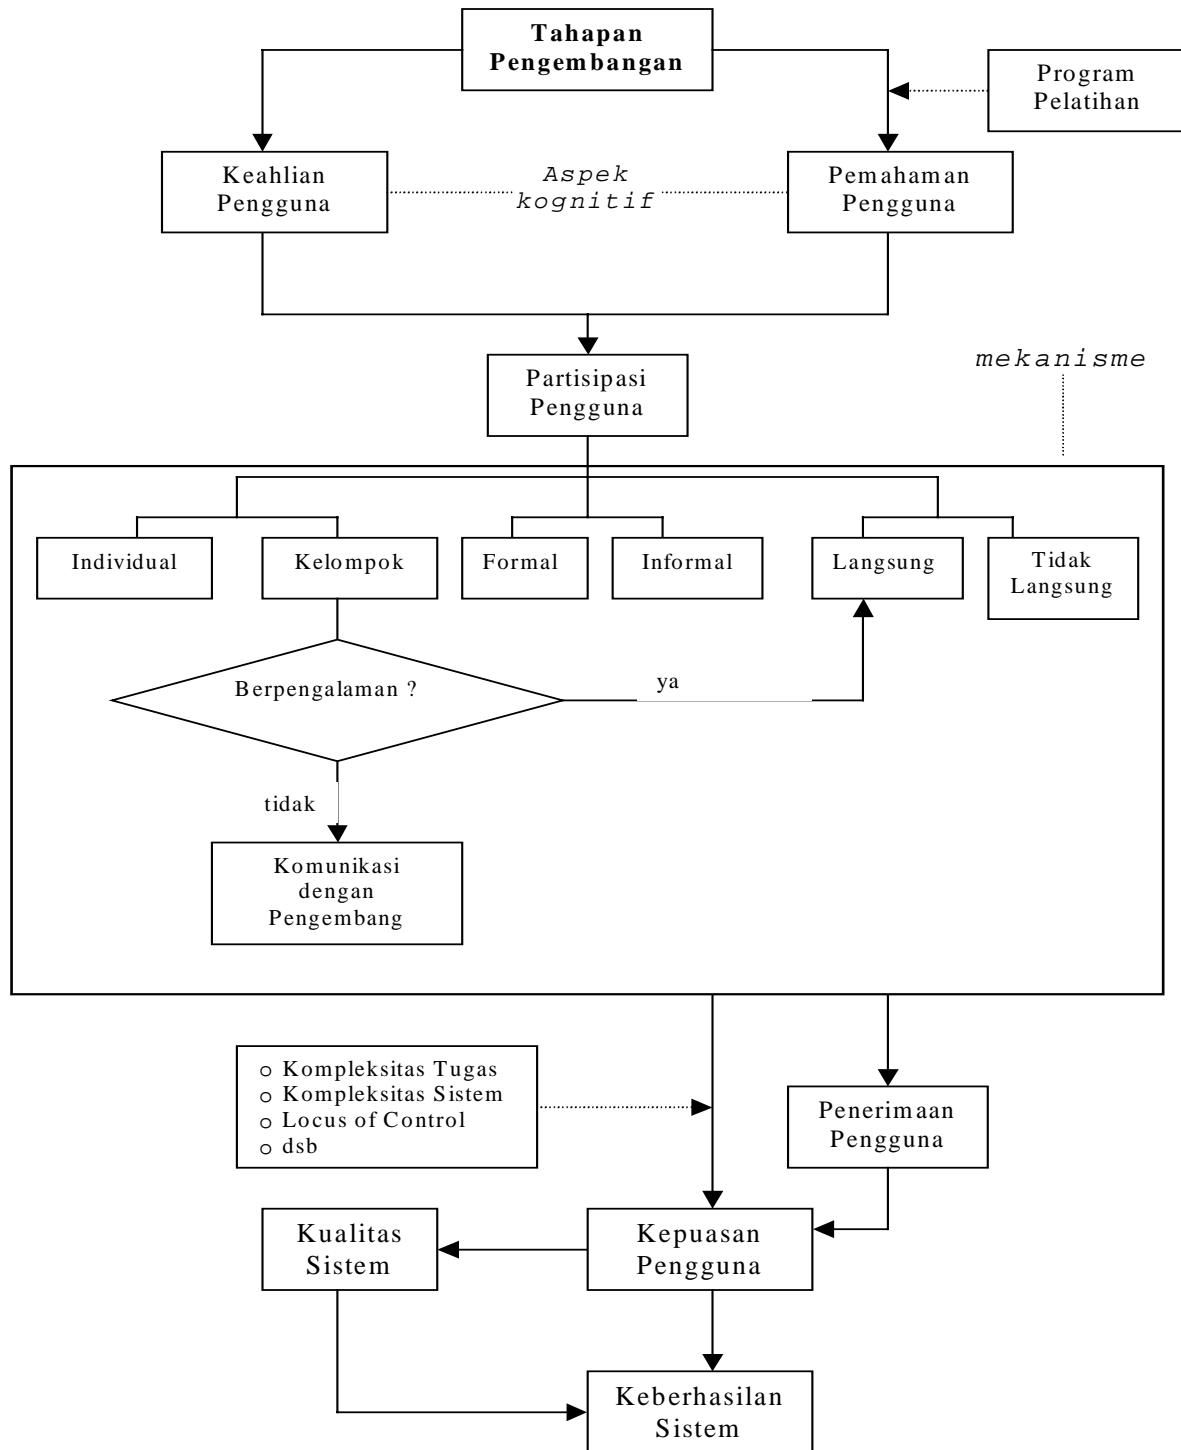 Tahapan
Pengembangan
Program
Pelatihan
Keahlian
Pengguna
Aspek
kognitif
Pemahaman
Pengguna
mekanisme
Partisipasi
Pengguna
Individual
Kelompok
Formal
Informal
Langsung
Tidak
Langsung
Berpengalaman ?
ya
tidak
Komunikasi
dengan
Pengembang
Kompleksitas Tugas
Kompleksitas Sistem
Locus of Control
dsb
Penerimaan
Pengguna
Kualitas
Sistem
Kepuasan
Pengguna
Keberhasilan
Sistem